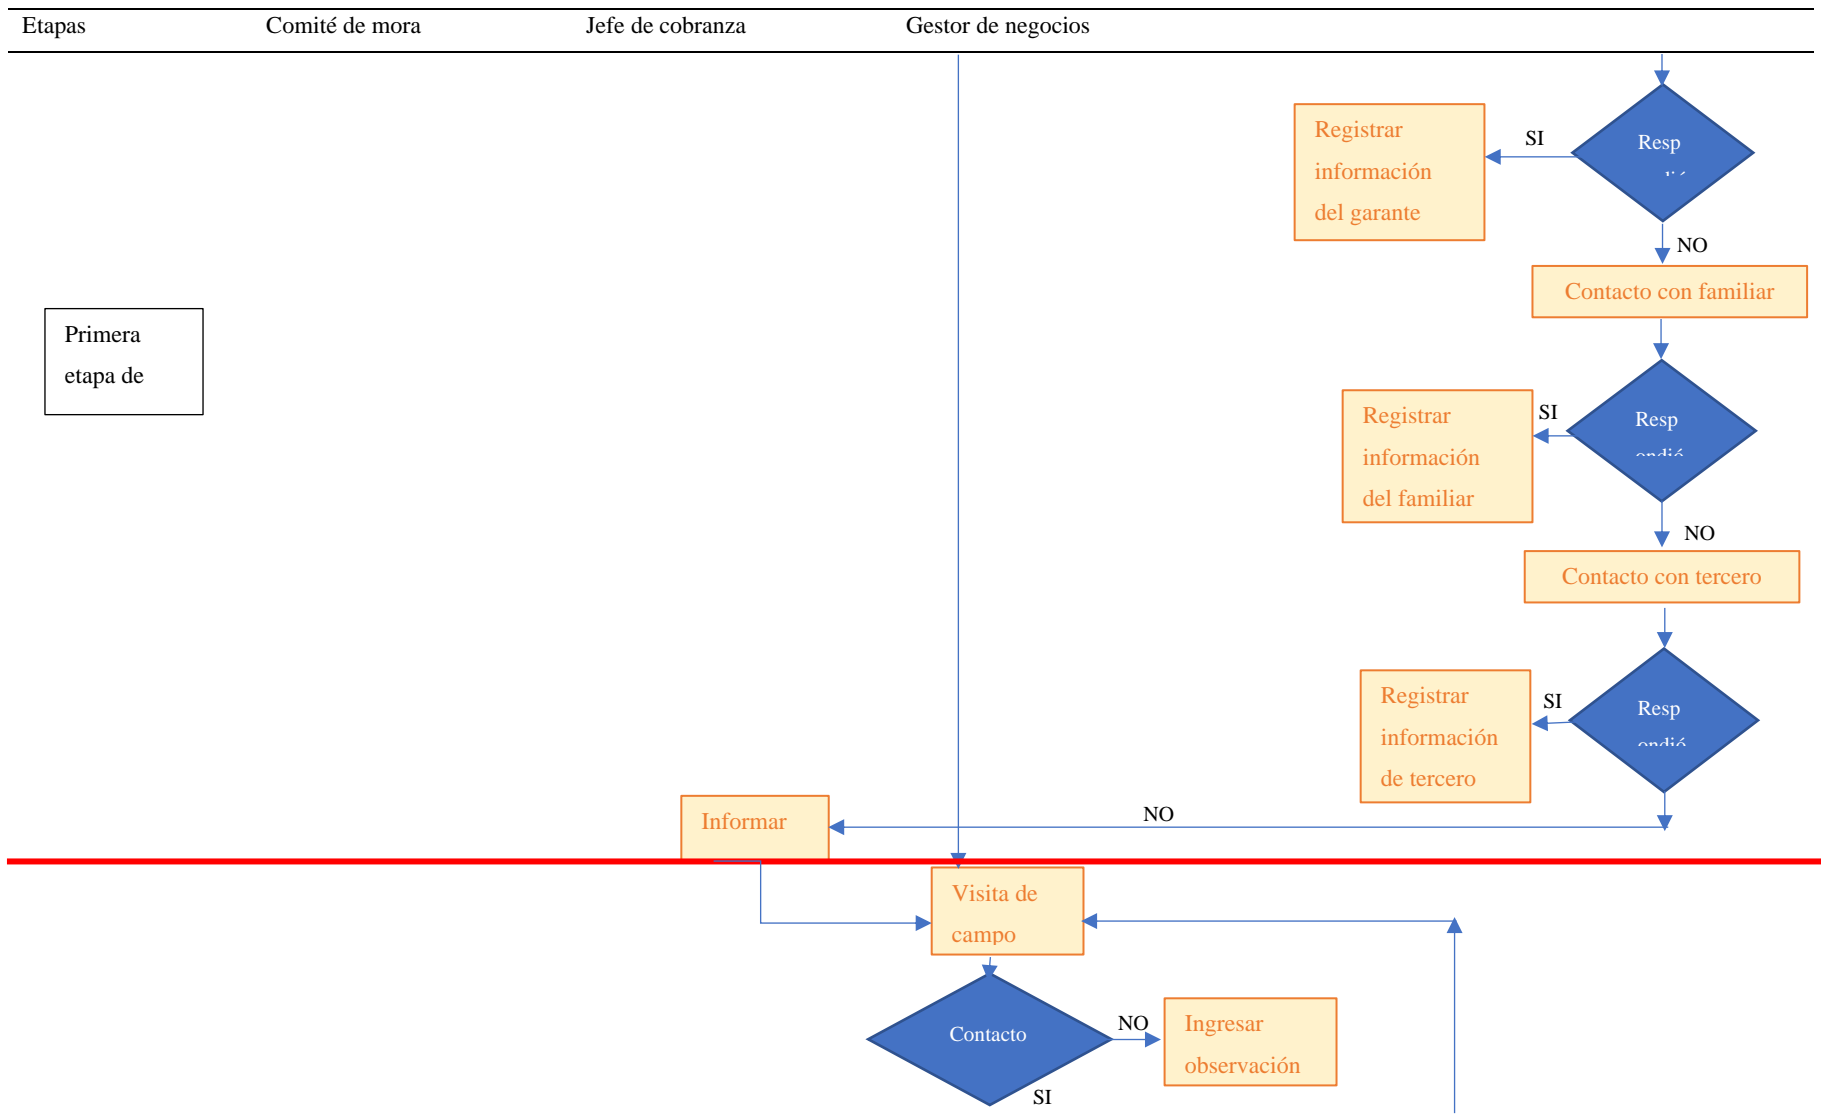 Etapas Comité de mora Jefe de cobranza Gestor de negocios
Registrar
información
del garante
SI
Resp
NO
Contacto con familiar
Primera
etapa de
Registrar
información
del familiar
SI
Resp
ondió
NO
Contacto con tercero
Registrar
información
de tercero
SI
Resp
ondió
Informar
NO
Visita de
campo
Contacto
NO
Ingresar
observación
SI